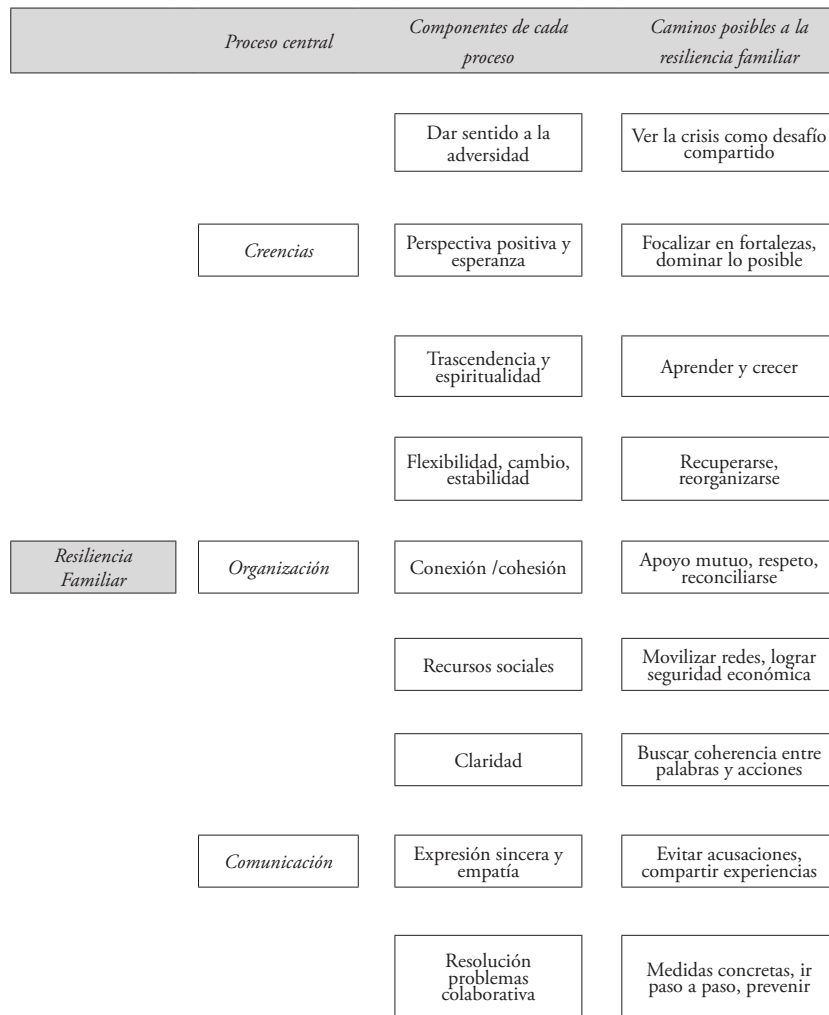 Proceso central
Componentes de cada
proceso
Caminos posibles a la
resiliencia familiar
Dar sentido a la
adversidad
Ver la crisis como desafío
compartido
Creencias
Perspectiva positiva y
esperanza
Focalizar en fortalezas,
dominar lo posible
Trascendencia y
espiritualidad
Aprender y crecer
Flexibilidad, cambio,
estabilidad
Recuperarse,
reorganizarse
Resiliencia
Familiar
Organización
Conexión /cohesión
Apoyo mutuo, respeto,
reconciliarse
Recursos sociales
Movilizar redes, lograr
seguridad económica
Claridad
Buscar coherencia entre
palabras y acciones
Comunicación
Expresión sincera y
empatía
Evitar acusaciones,
compartir experiencias
Resolución
problemas
colaborativa
Medidas concretas, ir
paso a paso, prevenir